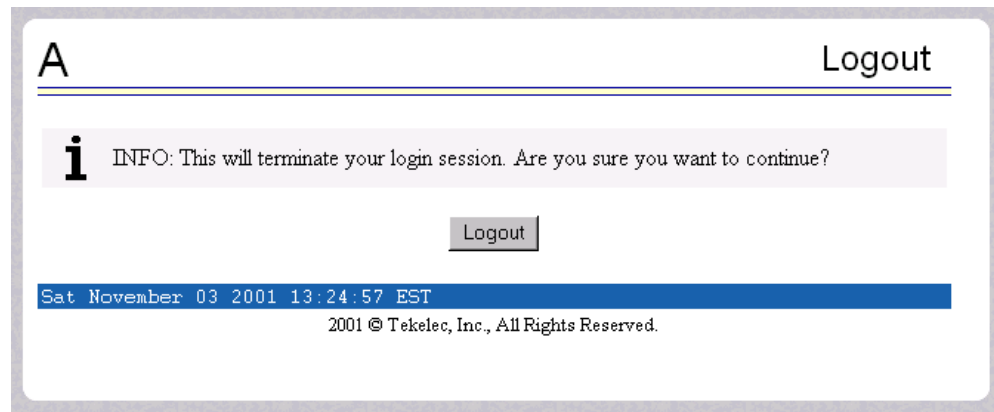 A
Logout
i INFO: This will terminate your login session. Are you sure you want to continue?
Logout
Sat November 03 2001 13:24:57 EST
2001 © Tekelec, Inc., All Rights Reserved.